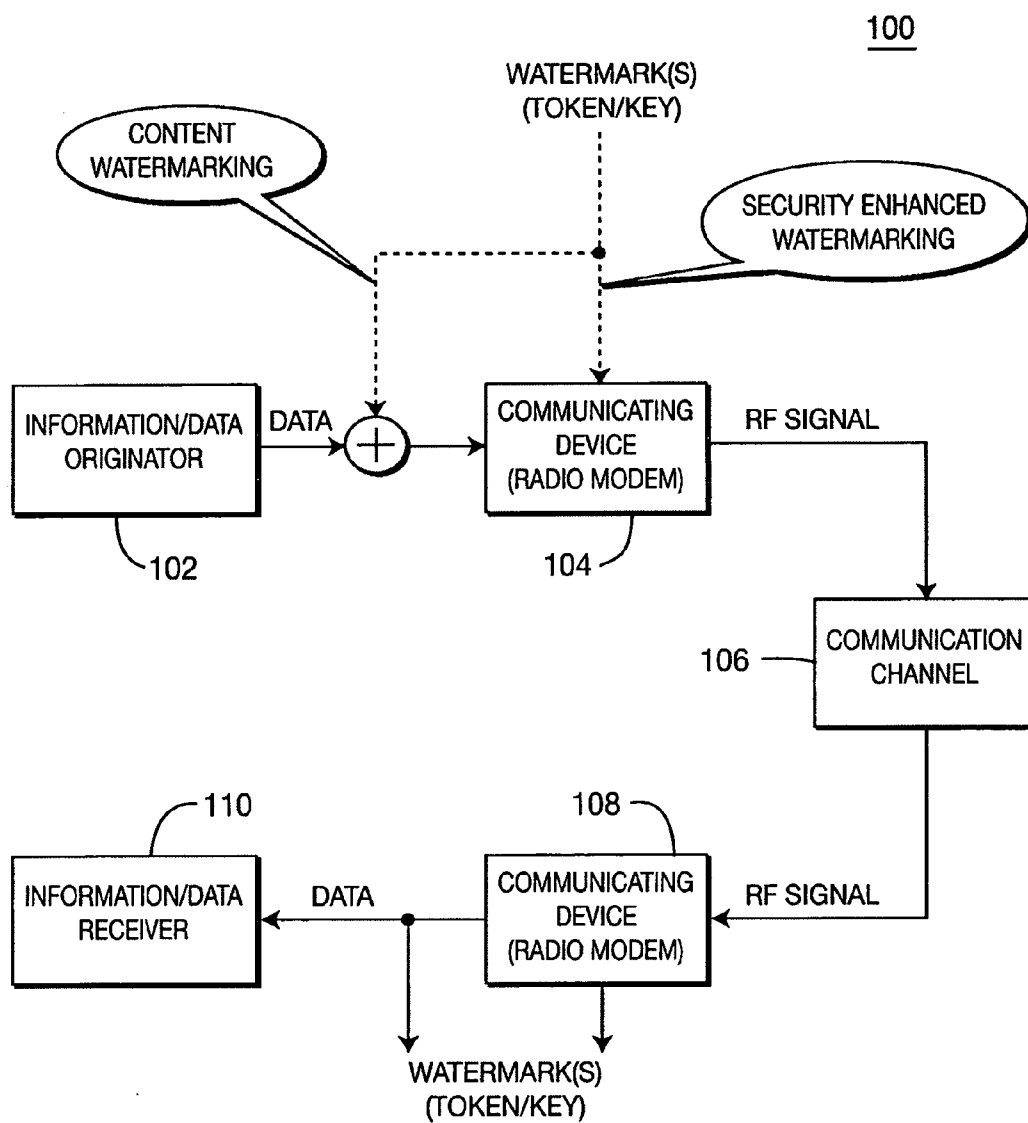 100
WATERMARK(S)
(TOKEN/KEY)
CONTENT
WATERMARKING
SECURITY ENHANCED
WATERMARKING
INFORMATION/DATA
ORIGINATOR
DATA
COMMUNICATING
DEVICE
(RADIO MODEM)
RF SIGNAL
102
104
106
COMMUNICATION
CHANNEL
110
108
INFORMATION/DATA
RECEIVER
DATA
COMMUNICATING
DEVICE
(RADIO MODEM)
RF SIGNAL
WATERMARK(S)
(TOKEN/KEY)